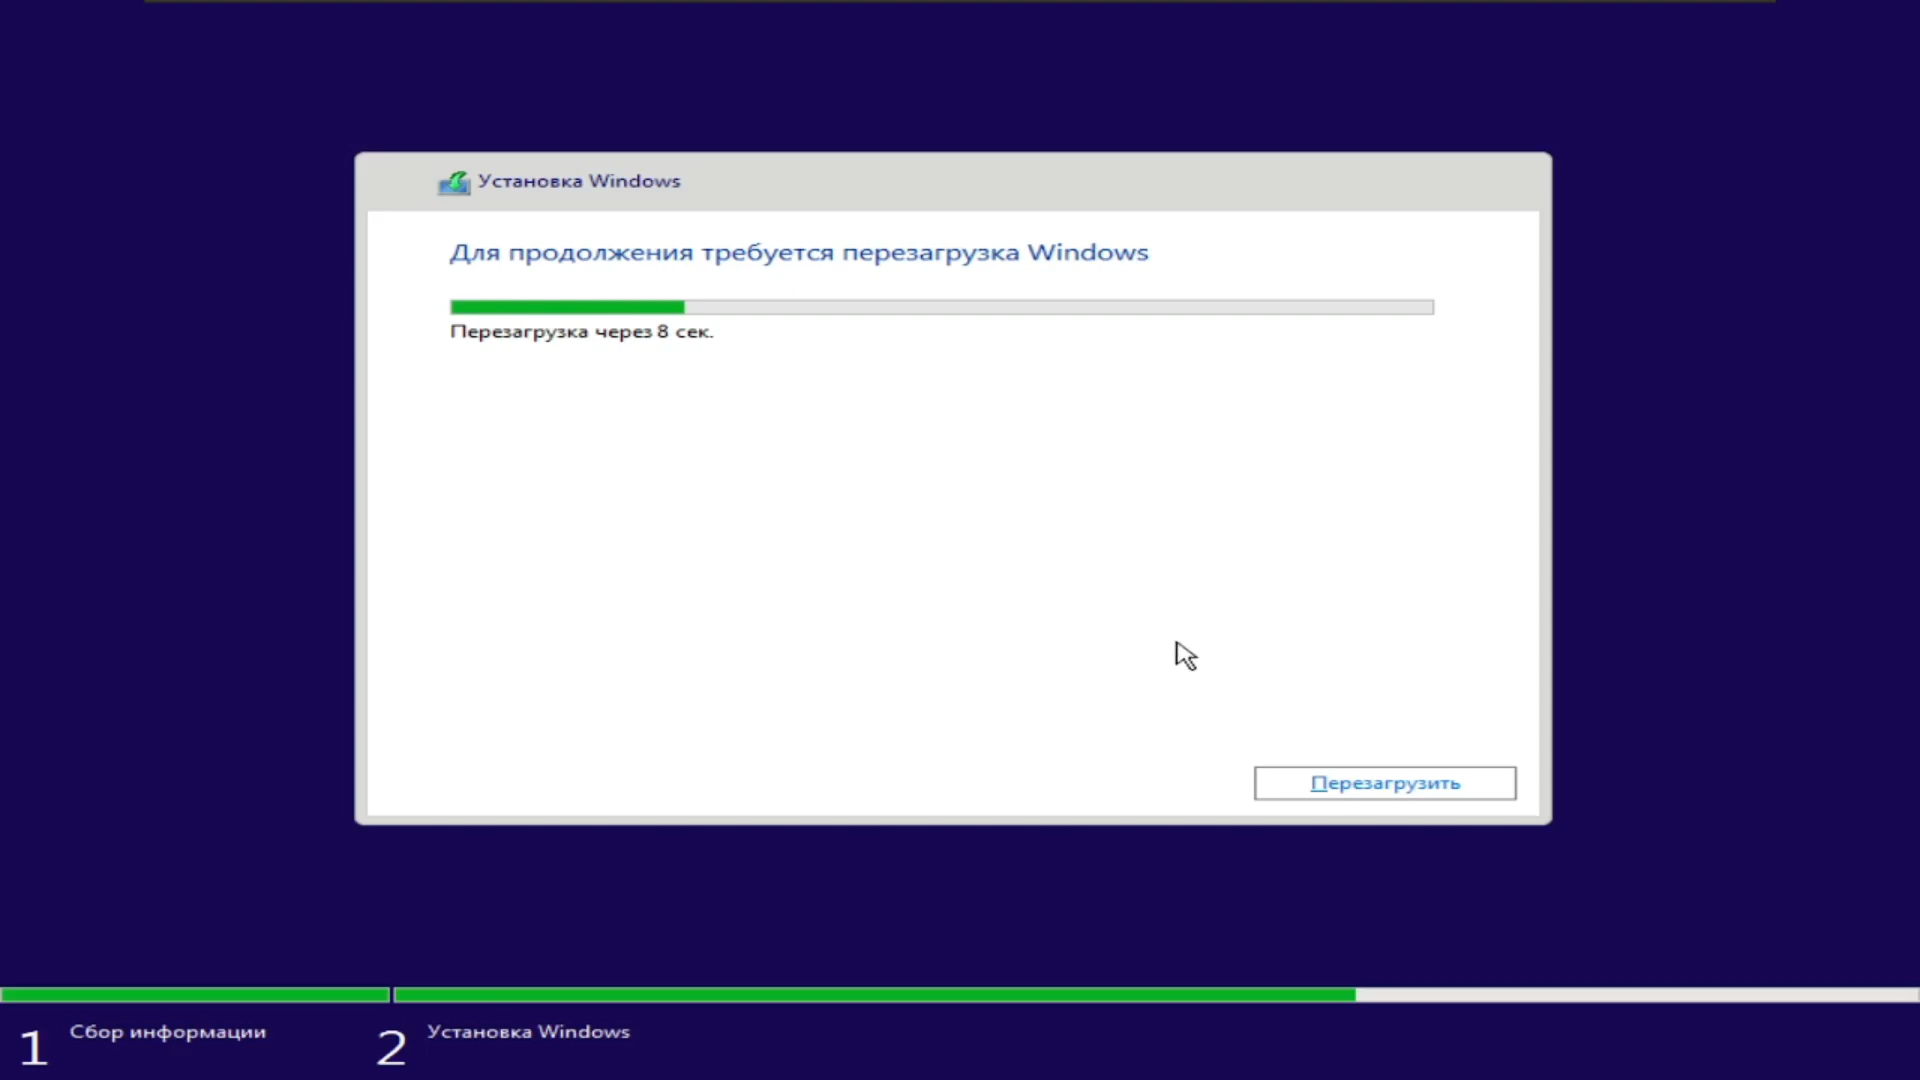 Установка Windows
Для продолжения требуется перезагрузка Windows
Перезагрузка через 8 сек.
Перезагрузить
1 Сбор информации
2 Установка Windows